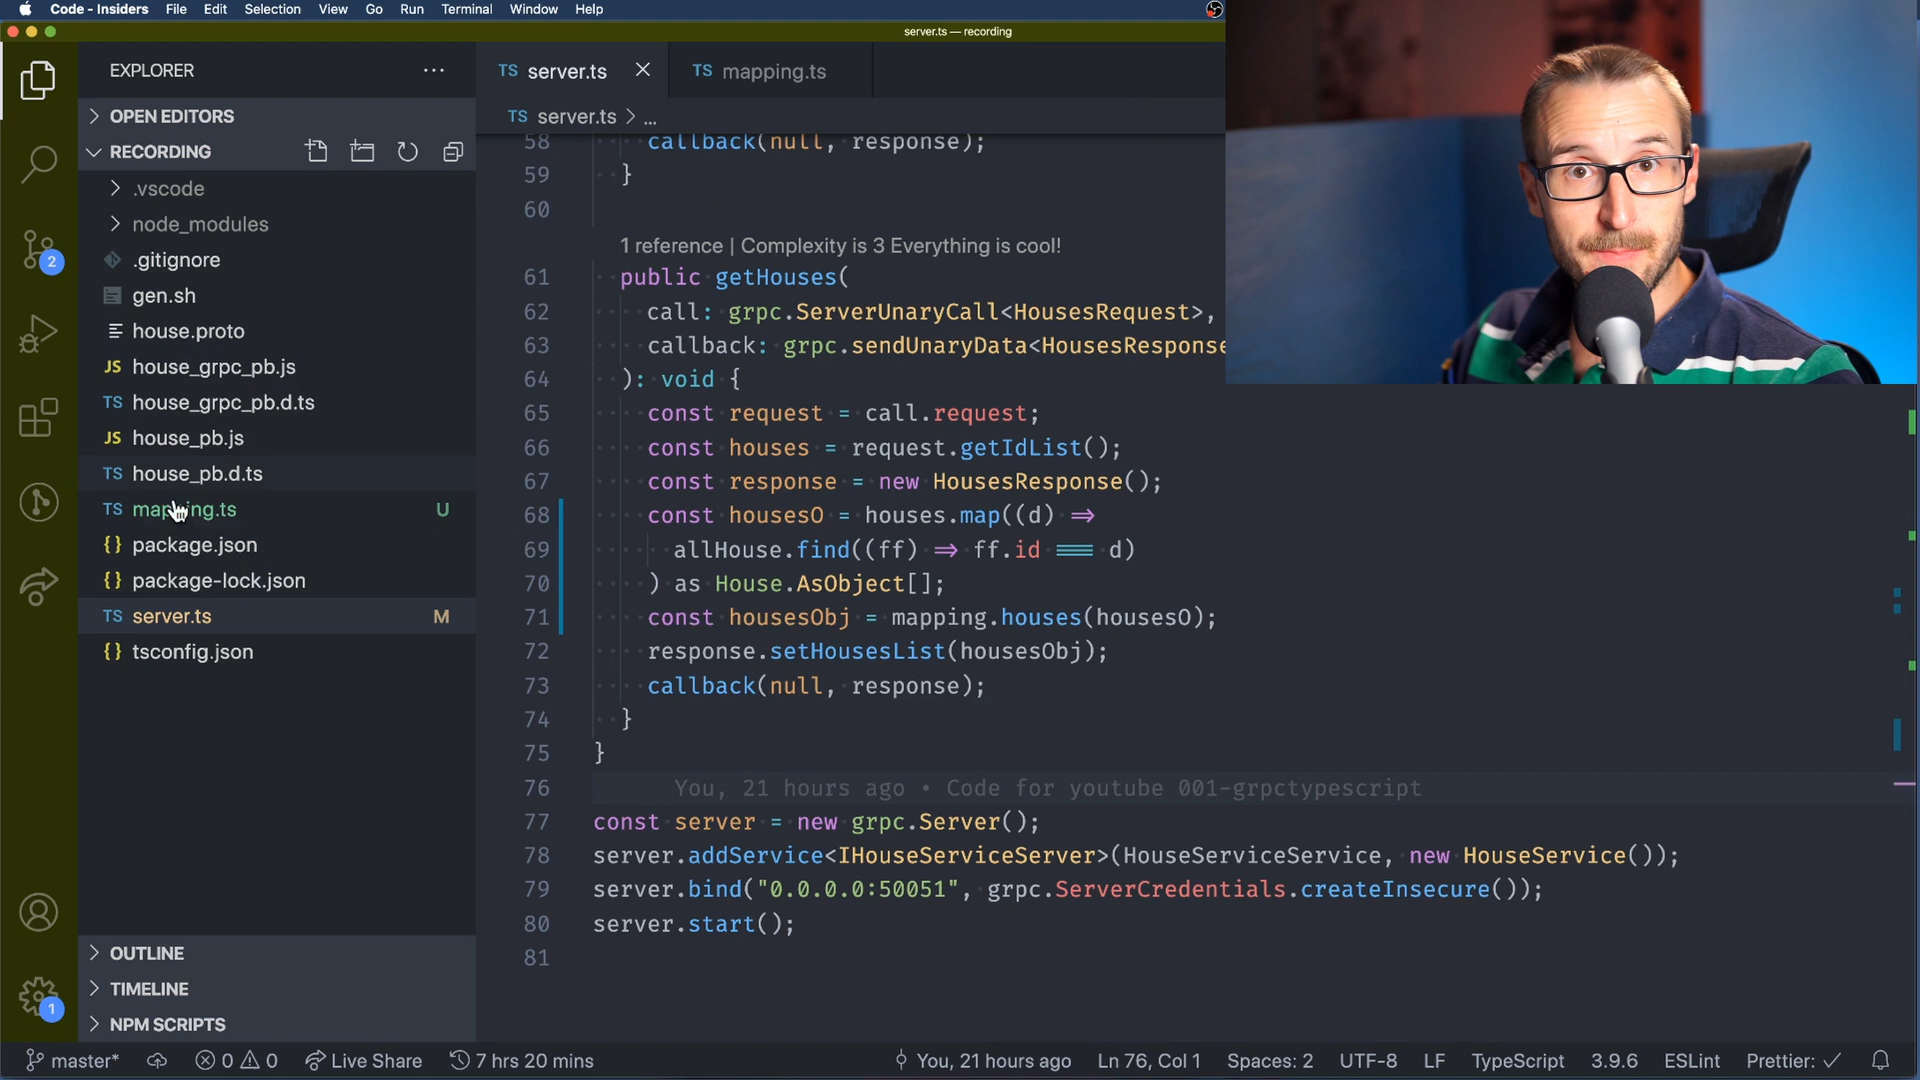 Code - Insiders File Edit Selection View Go Run Terminal Window Help
server.ts — recording
EXPLORER
OPEN EDITORS
RECORDING
.vscode
node_modules
.gitignore
gen.sh
house.proto
JS house_grpc_pb.js
TS house_grpc_pb.d.ts
JS house_pb.js
TS house_pb.d.ts
TS mapping.ts U
{} package.json
{} package-lock.json
TS server.ts M
{} tsconfig.json
OUTLINE
TIMELINE
NPM SCRIPTS
2
1
TS server.ts TS mapping.ts
TS server.ts > ...
58 callback(null, response);
59 }
60
1 reference | Complexity is 3 Everything is cool!
61 public getHouses(
62 call: grpc.ServerUnaryCall<HousesRequest>,
63 callback: grpc.sendUnaryData<HousesResponse
64 ): void {
65 const request = call.request;
66 const houses = request.getIdList();
67 const response = new HousesResponse();
68 const housesO = houses.map((d) =>
69 allHouse.find((ff) => ff.id === d)
70 ) as House.AsObject[];
71 const housesObj = mapping.houses(housesO);
72 response.setHousesList(housesObj);
73 callback(null, response);
74 }
75 }
76 You, 21 hours ago • Code for youtube 001-grpctypescript
77 const server = new grpc.Server();
78 server.addService<IHouseServiceServer>(HouseServiceService, new HouseService());
79 server.bind("0.0.0.0:50051", grpc.ServerCredentials.createInsecure());
80 server.start();
81
master* 0 0 Live Share 7 hrs 20 mins You, 21 hours ago Ln 76, Col 1 Spaces: 2 UTF-8 LF TypeScript 3.9.6 ESLint Prettier: ✓